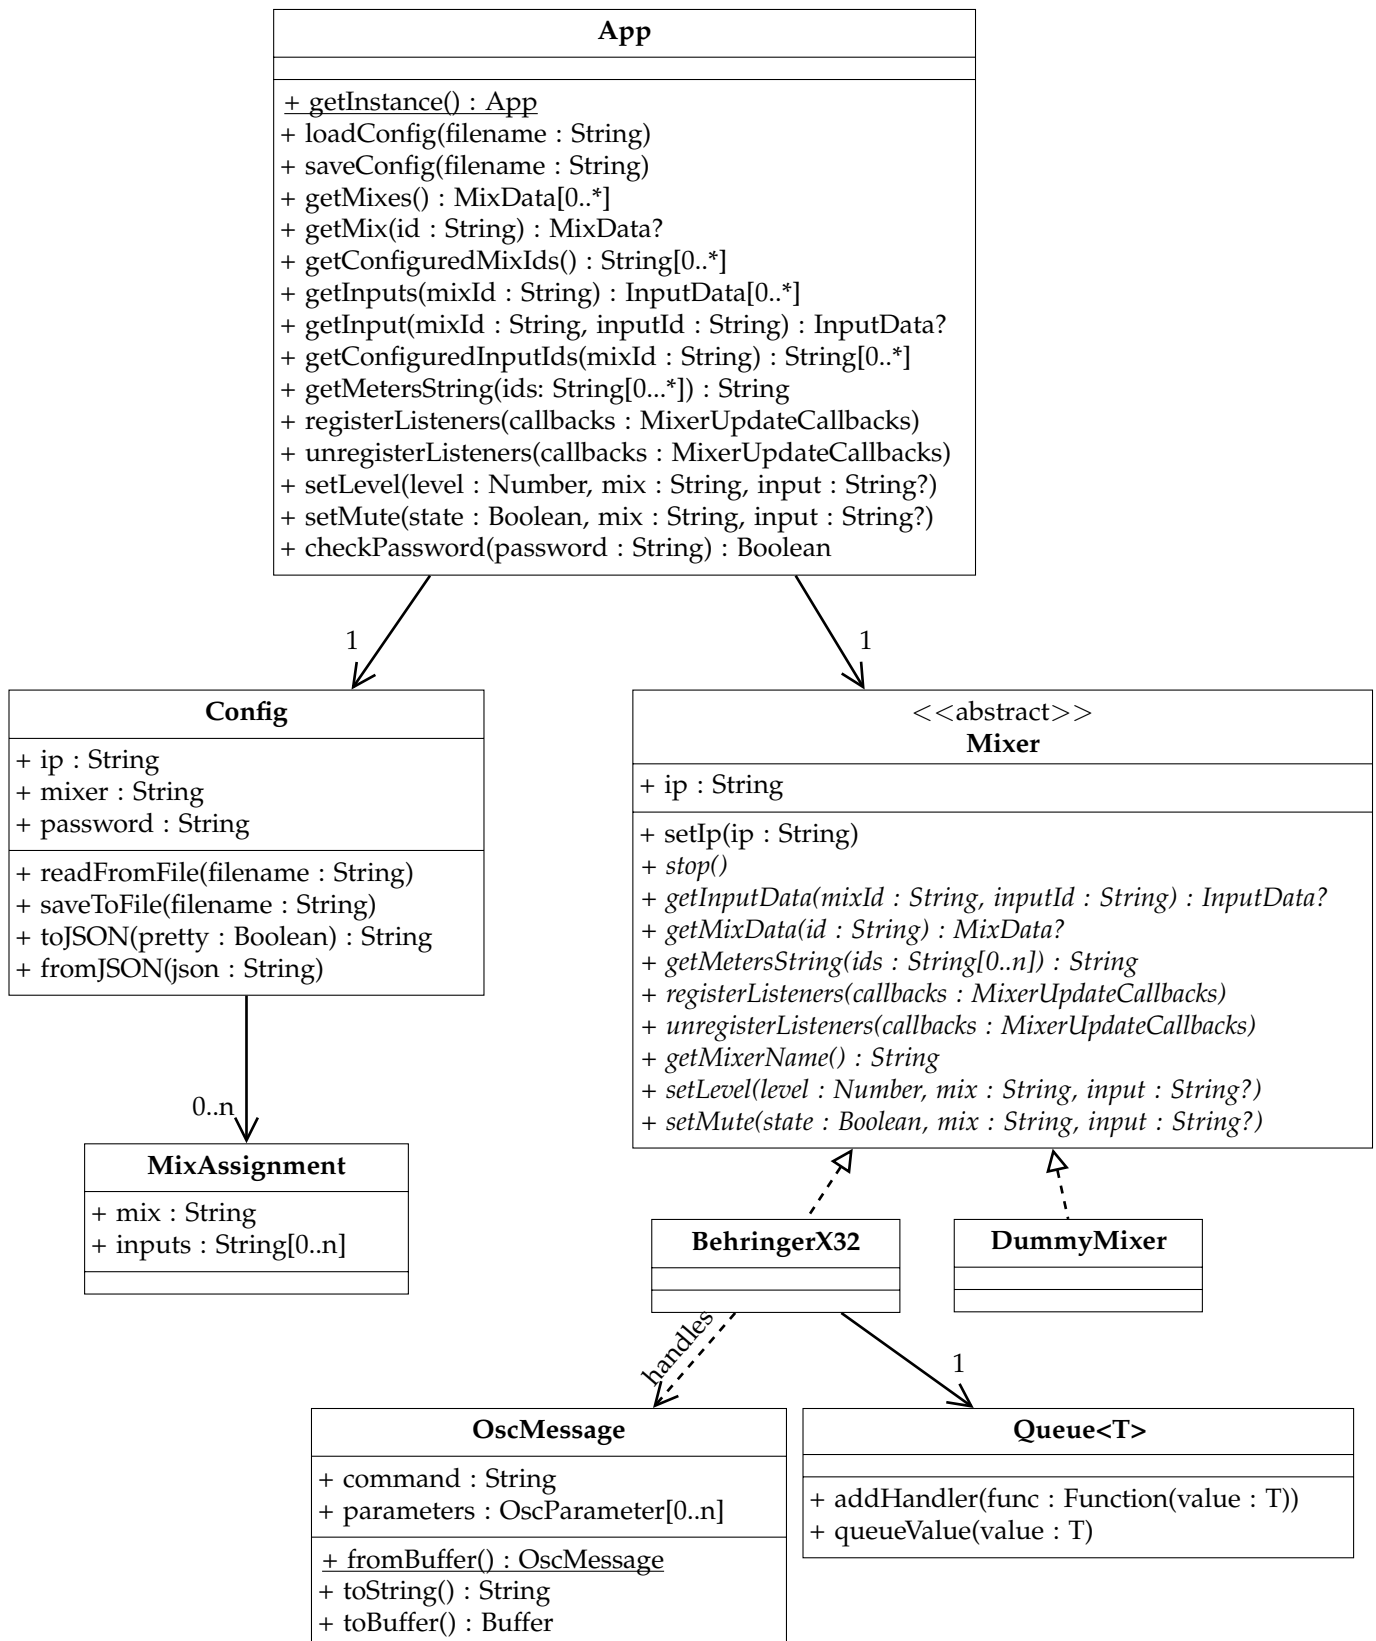 App
+ getInstance() : App
+ loadConfig(filename : String)
+ saveConfig(filename : String)
+ getMixes() : MixData[0..*]
+ getMix(id : String) : MixData?
+ getConfiguredMixIds() : String[0..*]
+ getInputs(mixId : String) : InputData[0..*]
+ getInput(mixId : String, inputId : String) : InputData?
+ getConfiguredInputIds(mixId : String) : String[0..*]
+ getMetersString(ids: String[0...*]) : String
+ registerListeners(callbacks : MixerUpdateCallbacks)
+ unregisterListeners(callbacks : MixerUpdateCallbacks)
+ setLevel(level : Number, mix : String, input : String?)
+ setMute(state : Boolean, mix : String, input : String?)
+ checkPassword(password : String) : Boolean
1
1
Config
+ ip : String
+ mixer : String
+ password : String
+ readFromFile(filename : String)
+ saveToFile(filename : String)
+ toJSON(pretty : Boolean) : String
+ fromJSON(json : String)
<<abstract>>
Mixer
+ ip : String
+ setIp(ip : String)
+ stop()
+ getInputData(mixId : String, inputId : String) : InputData?
+ getMixData(id : String) : MixData?
+ getMetersString(ids : String[0..n]) : String
+ registerListeners(callbacks : MixerUpdateCallbacks)
+ unregisterListeners(callbacks : MixerUpdateCallbacks)
+ getMixerName() : String
+ setLevel(level : Number, mix : String, input : String?)
+ setMute(state : Boolean, mix : String, input : String?)
0..n
MixAssignment
+ mix : String
+ inputs : String[0..n]
BehringerX32
DummyMixer
handles
1
OscMessage
+ command : String
+ parameters : OscParameter[0..n]
+ fromBuffer() : OscMessage
+ toString() : String
+ toBuffer() : Buffer
Queue<T>
+ addHandler(func : Function(value : T))
+ queueValue(value : T)